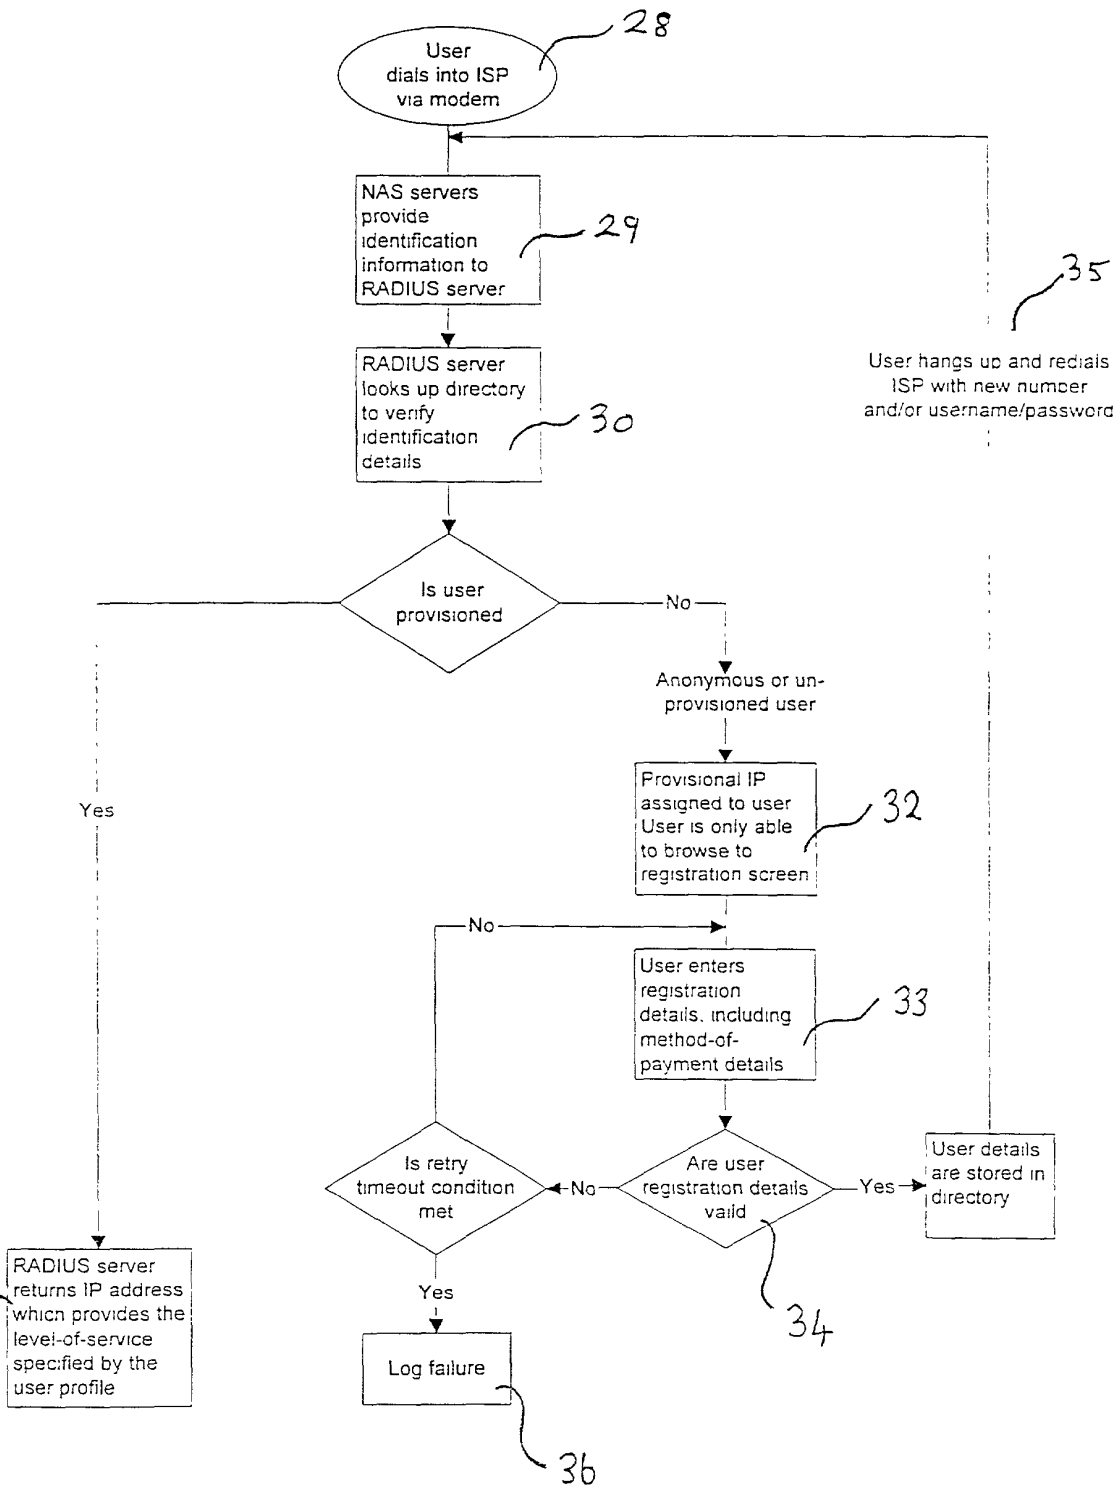 28
User
dials into ISP
via modem
NAS servers
provide
identification
information to
RADIUS server
29
35
RADIUS server
looks up directory
to verify
identification
details
30
User hangs up and redials
ISP with new number
and/or username/password
Is user
provisioned
No
Anonymous or un-
provisioned user
Yes
Provisional IP
assigned to user
User is only able
to browse to
registration screen
32
No
User enters
registration
details, including
method-of-
payment details
33
Is retry
timeout condition
met
No
Are user
registration details
valid
Yes
User details
are stored in
directory
34
RADIUS server
returns IP address
which provides the
level-of-service
specified by the
user profile
Yes
Log failure
36